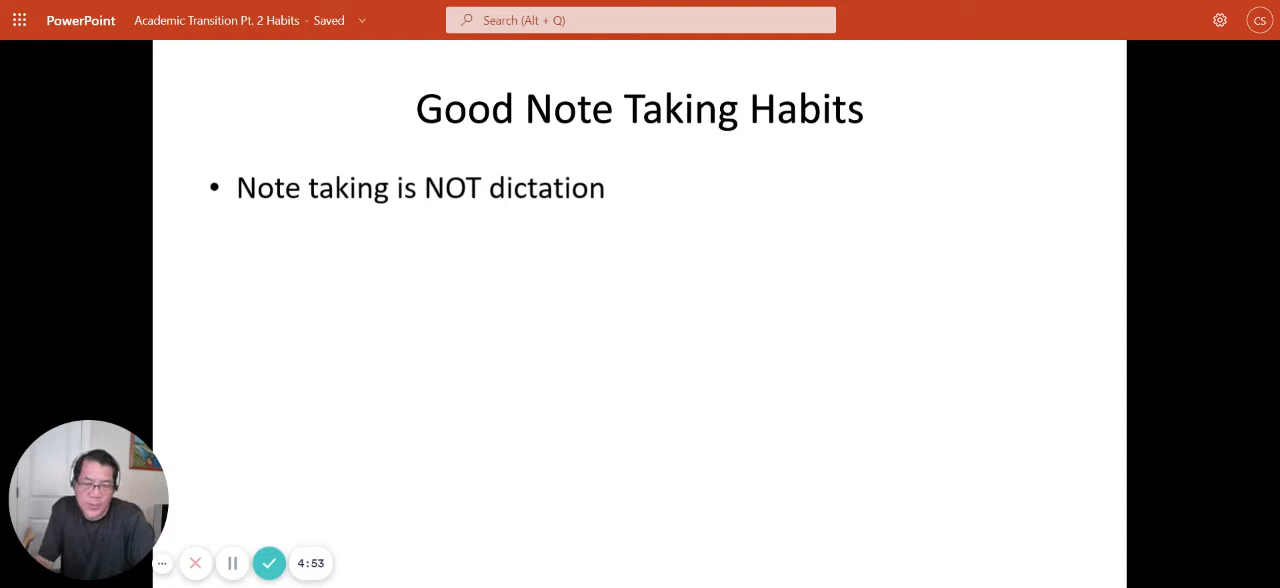 PowerPoint Academic Transition Pt. 2 Habits - Saved Search (Alt + Q) CS
Good Note Taking Habits
• Note taking is NOT dictation
4:53